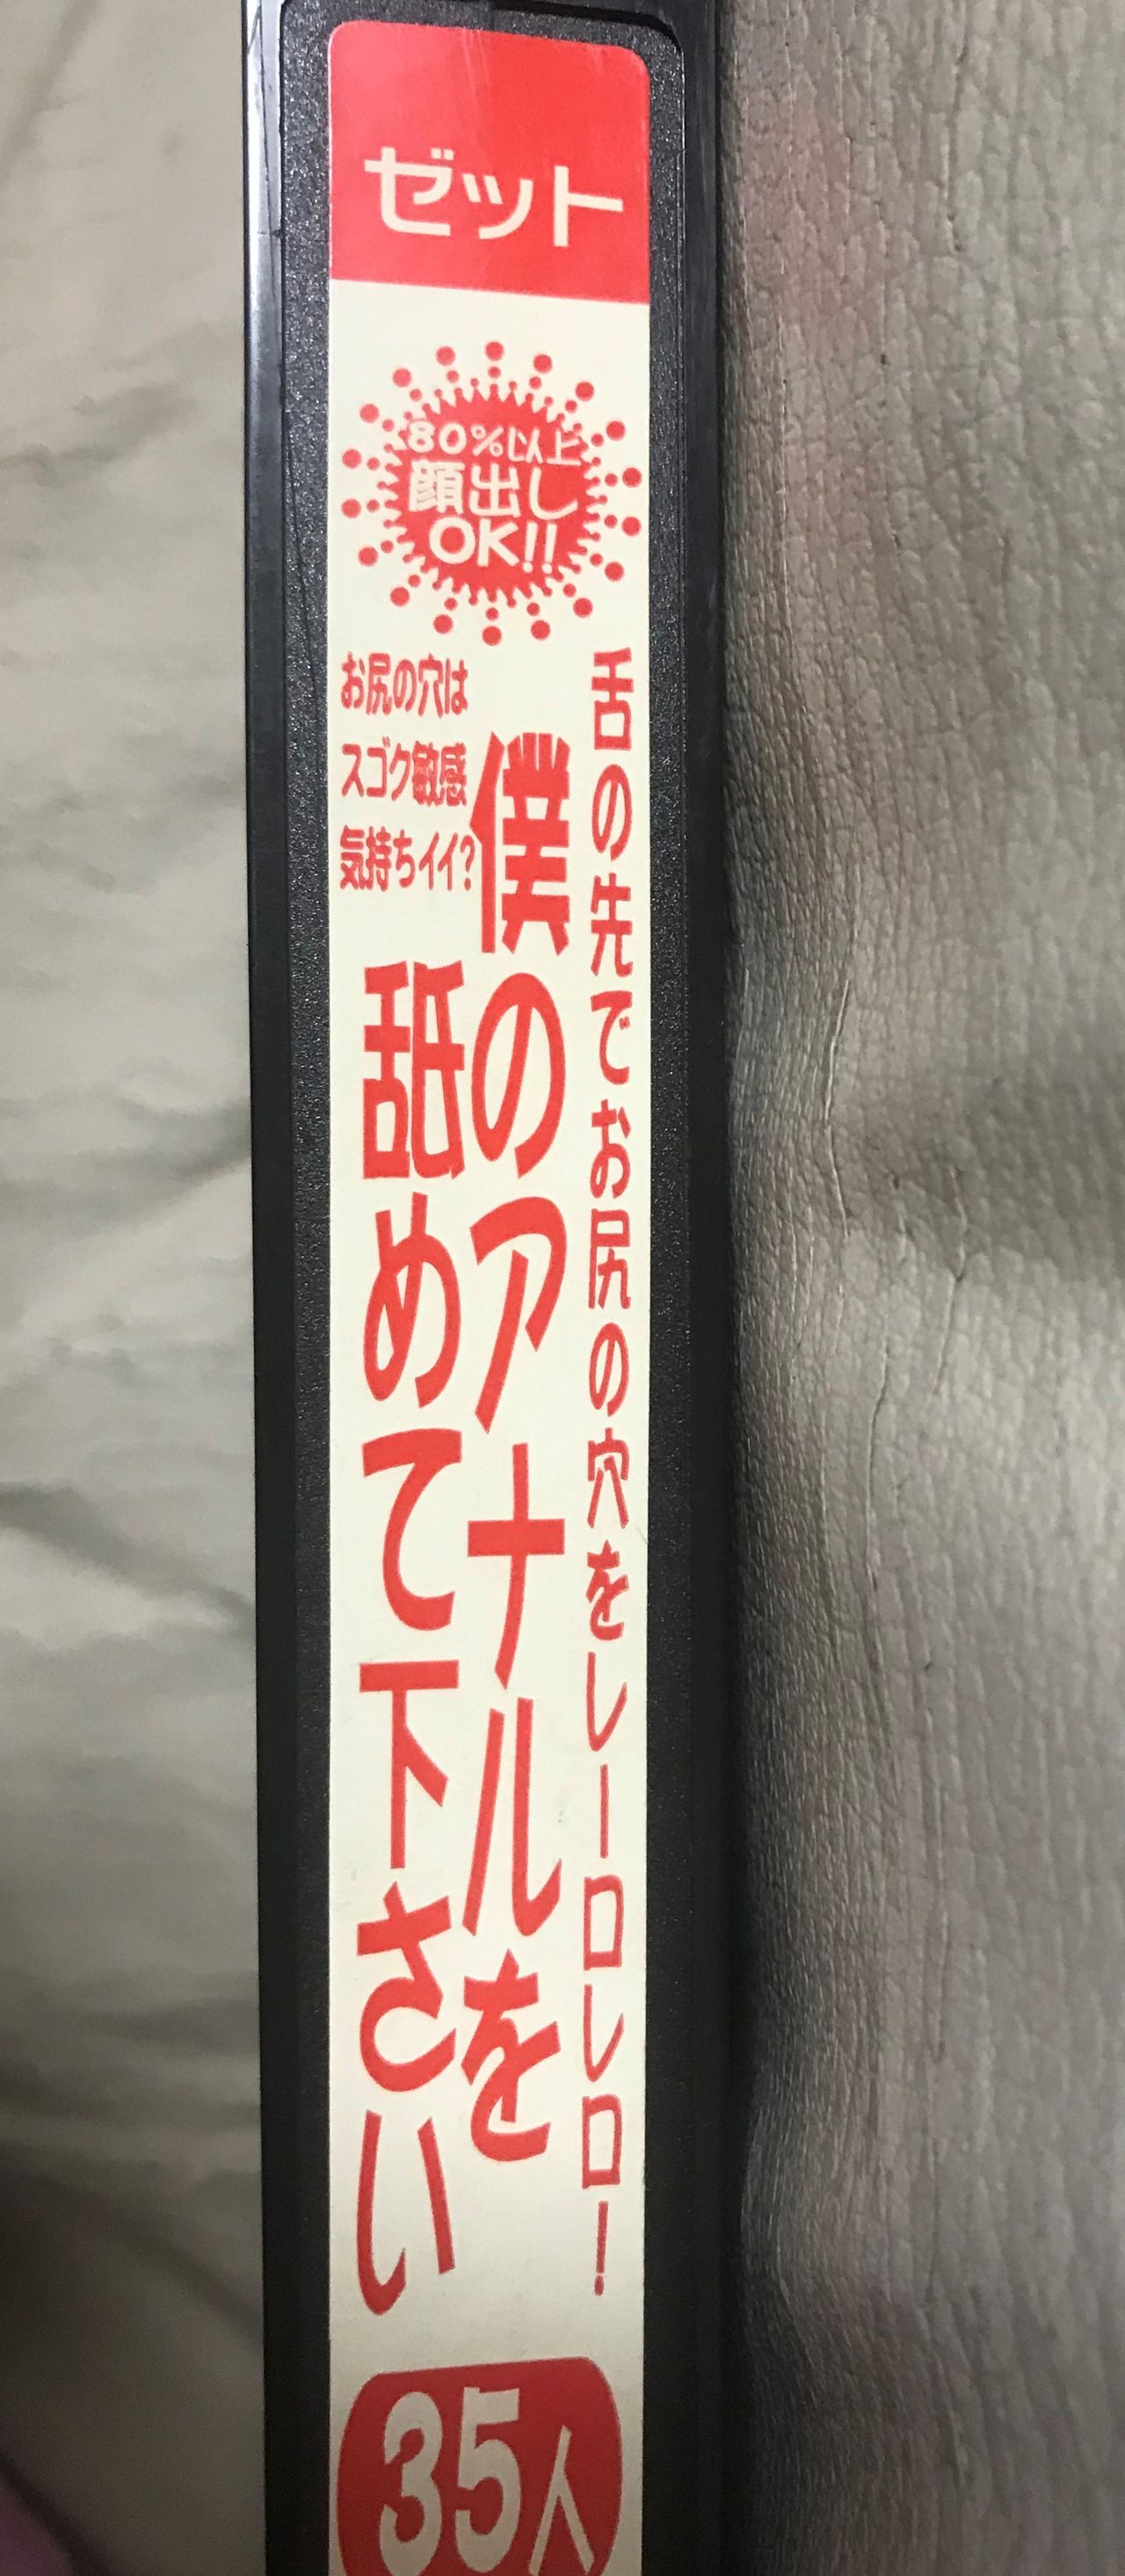 ゼット
80%以上
顔出し
OK!!
舌の先でお尻の穴をレーロレロ!
僕のアナルを
舐めて下さい
お尻の穴は
スゴク敏感
気持ちイイ?
35人